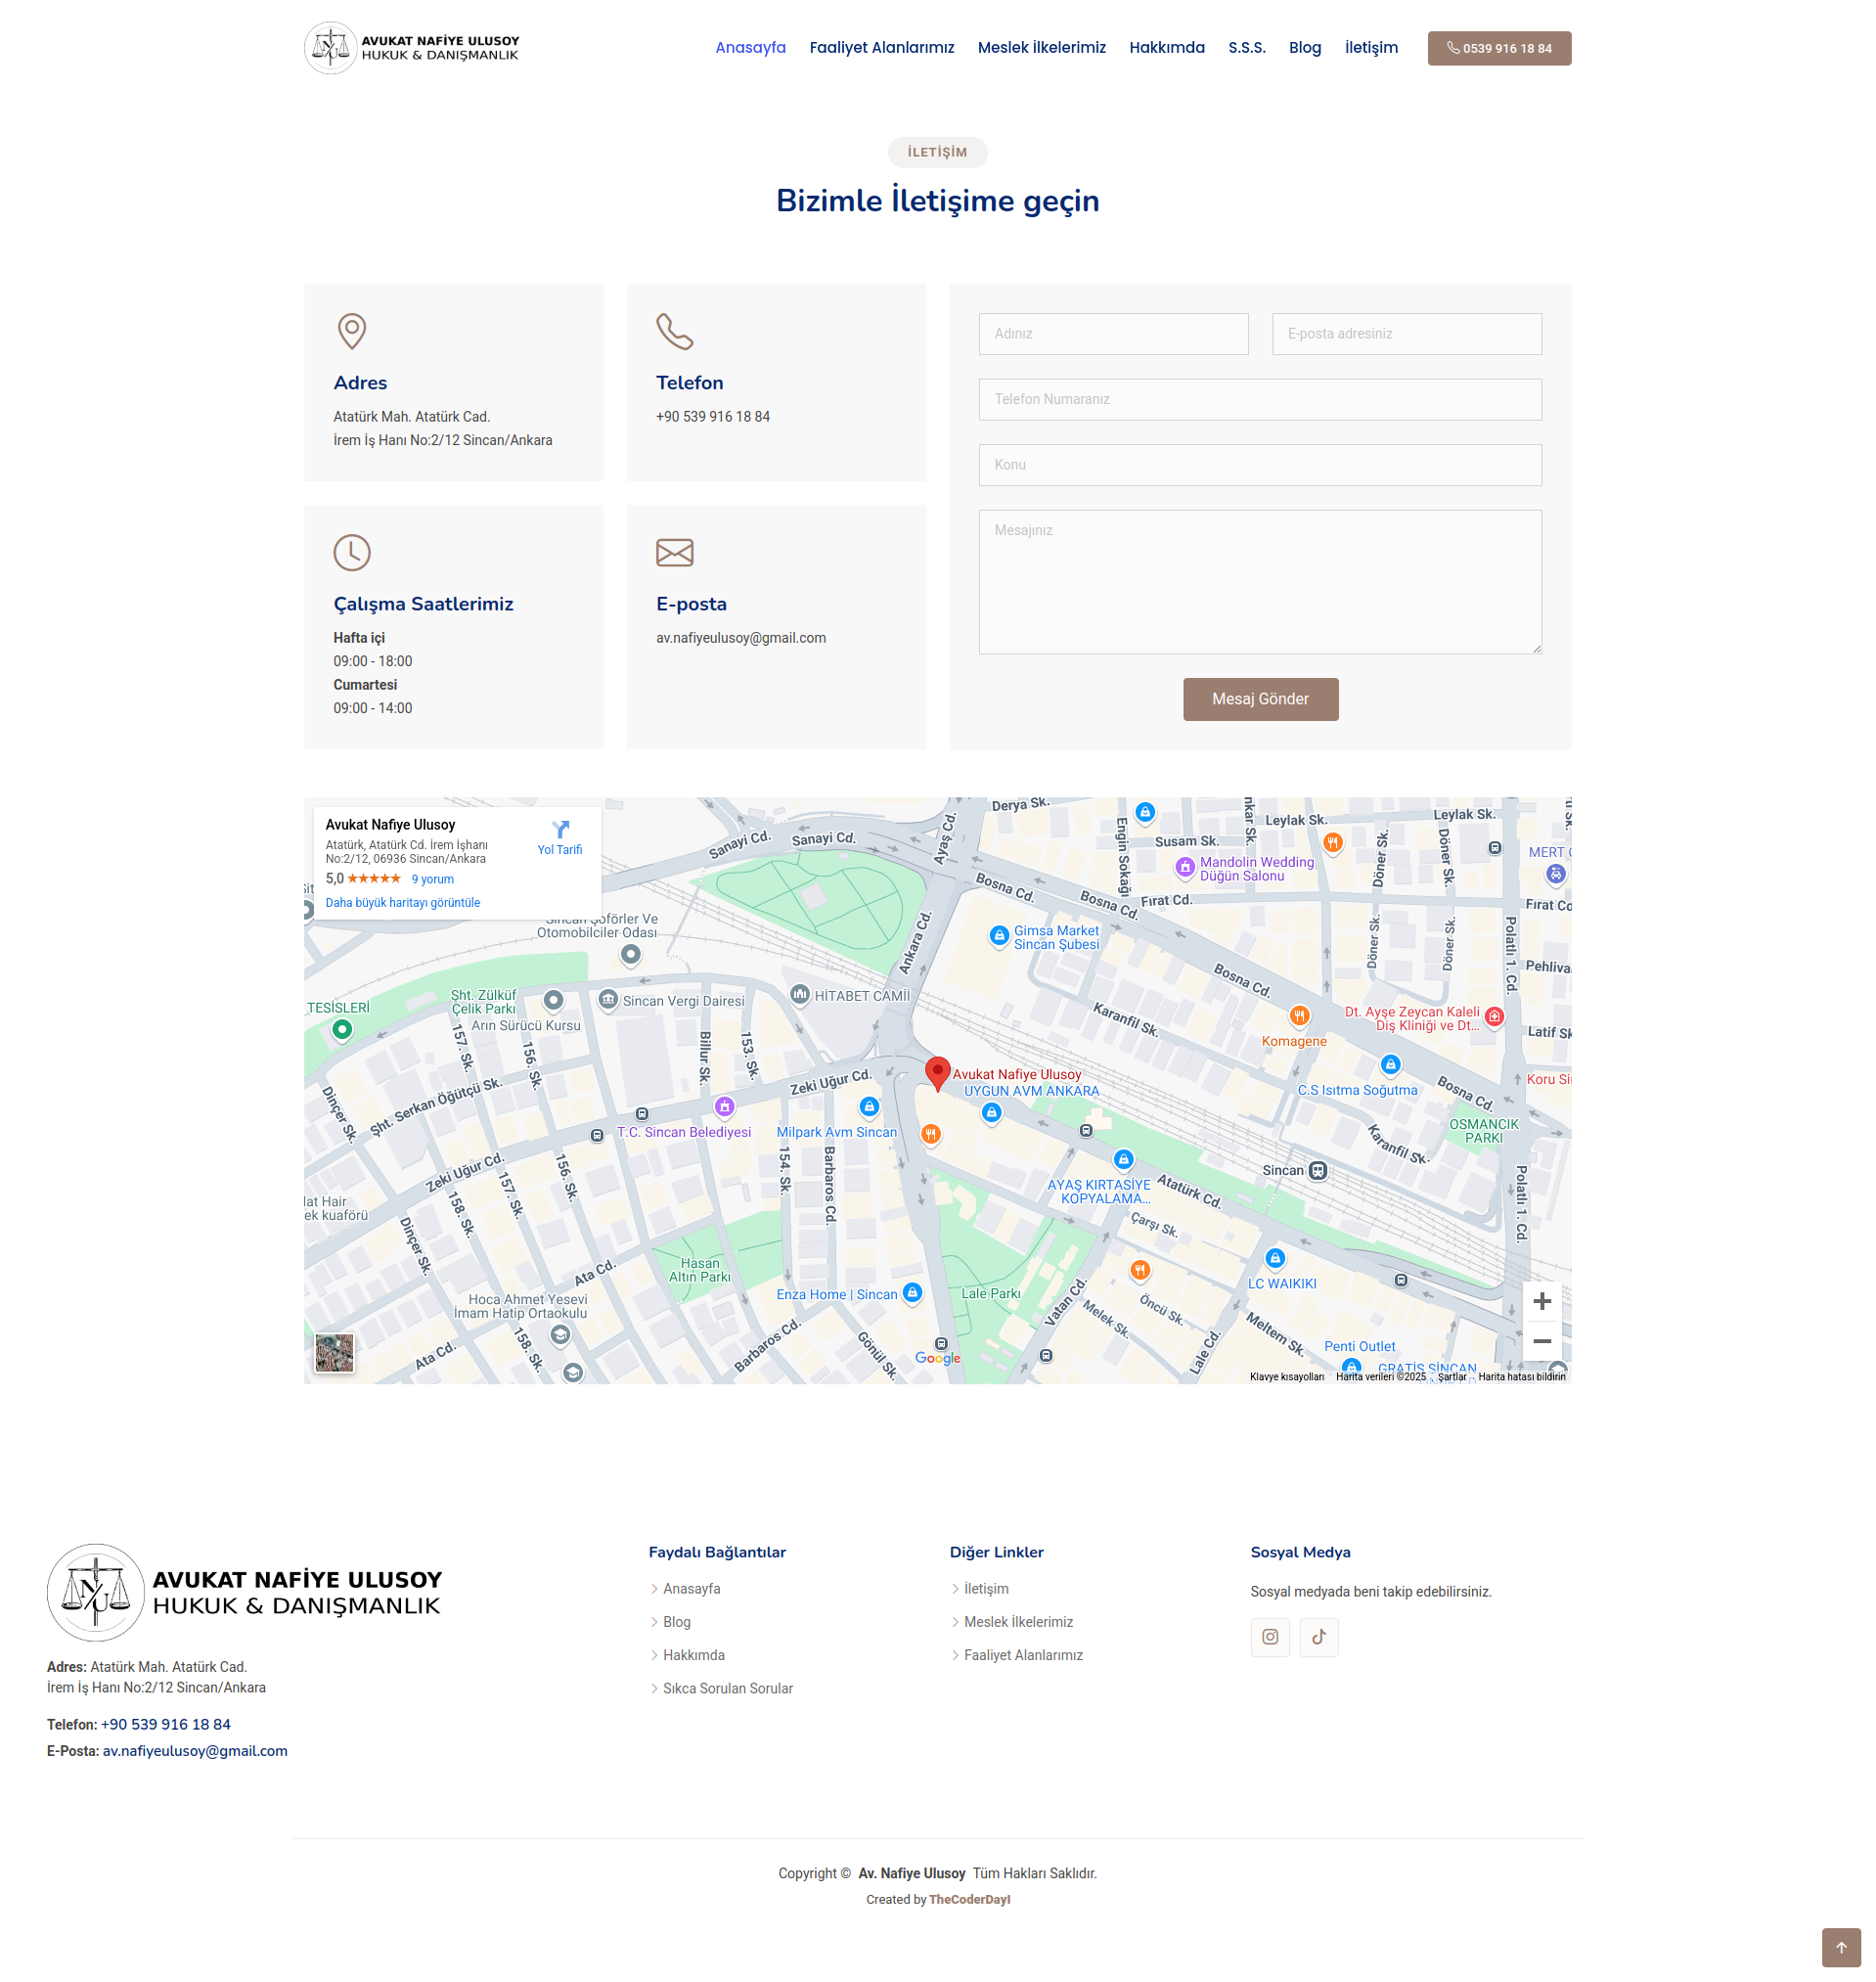 AVUKAT NAFİYE ULUSOY
HUKUK & DANIŞMANLIK
Anasayfa
Faaliyet Alanlarımız
Meslek İlkelerimiz
Hakkımda
S.S.S.
Blog
İletişim
0539 916 18 84
İLETİŞİM
Bizimle İletişime geçin
Adres
Atatürk Mah. Atatürk Cad.
İrem İş Hanı No:2/12 Sincan/Ankara
Telefon
+90 539 916 18 84
Çalışma Saatlerimiz
Hafta içi
09:00 - 18:00
Cumartesi
09:00 - 14:00
E-posta
av.nafiyeulusoy@gmail.com
Adınız
E-posta adresiniz
Telefon Numaranız
Konu
Mesajınız
Mesaj Gönder
Avukat Nafiye Ulusoy
Atatürk, Atatürk Cd. İrem İşhanı
No:2/12, 06936 Sincan/Ankara
5,0
9 yorum
Daha büyük haritayı görüntüle
Yol Tarifi
Derya Sk.
Sanayi Cd.
Sanayi Cd.
Ayaş Cd.
Engin Sokağı
Susam Sk.
Leylak Sk.
Leylak Sk.
Mandolin Wedding
Düğün Salonu
Döner Sk.
Döner Sk.
Bosna Cd.
Bosna Cd.
Fırat Cd.
Fırat Cd
Sincan Şoförler Ve
Otomobilciler Odası
Ankara Cd.
Gimsa Market
Sincan Şubesi
Döner Sk.
Döner Sk.
Polatlı 1. Cd.
Bosna Cd.
TESİSLERİ
Şht. Zülküf
Çelik Parkı
Arın Sürücü Kursu
Sincan Vergi Dairesi
HİTABET CAMİİ
Karanfil Sk.
Komagene
Dt. Ayşe Zeycan Kaleli
Diş Kliniği ve Dt...
Latif Sk
157. Sk.
156. Sk.
Billur Sk.
153. Sk.
Zeki Uğur Cd.
Avukat Nafiye Ulusoy
UYGUN AVM ANKARA
C.S Isıtma Soğutma
Bosna Cd.
Dinçer Sk.
Şht. Serkan Öğütçü Sk.
T.C. Sincan Belediyesi
Milpark Avm Sincan
OSMANCIK
PARKI
Karanfil Sk.
Sincan
Zeki Uğur Cd.
156. Sk.
157. Sk.
158. Sk.
154. Sk.
Barbaros Cd.
AYAŞ KIRTASİYE
KOPYALAMA...
Atatürk Cd.
Polatlı 1. Cd.
Çarşı Sk.
Dinçer Sk.
Ata Cd.
Hasan
Altın Parkı
LC WAIKIKI
Hoca Ahmet Yesevi
İmam Hatip Ortaokulu
Enza Home | Sincan
Lale Parkı
Vatan Cd.
Melek Sk.
Öncü Sk.
Meltem Sk.
Ata Cd.
158. Sk.
Barbaros Cd.
Gönül Sk.
Lale Cd.
Penti Outlet
GRATİS SİNCAN
Google
Klavye kısayolları
Harita verileri ©2025
Şartlar
Harita hatası bildirin
AVUKAT NAFİYE ULUSOY
HUKUK & DANIŞMANLIK
Adres: Atatürk Mah. Atatürk Cad.
İrem İş Hanı No:2/12 Sincan/Ankara
Telefon: +90 539 916 18 84
E-Posta: av.nafiyeulusoy@gmail.com
Faydalı Bağlantılar
Anasayfa
Blog
Hakkımda
Sıkca Sorulan Sorular
Diğer Linkler
İletişim
Meslek İlkelerimiz
Faaliyet Alanlarımız
Sosyal Medya
Sosyal medyada beni takip edebilirsiniz.
Copyright © Av. Nafiye Ulusoy Tüm Hakları Saklıdır.
Created by TheCoderDayI